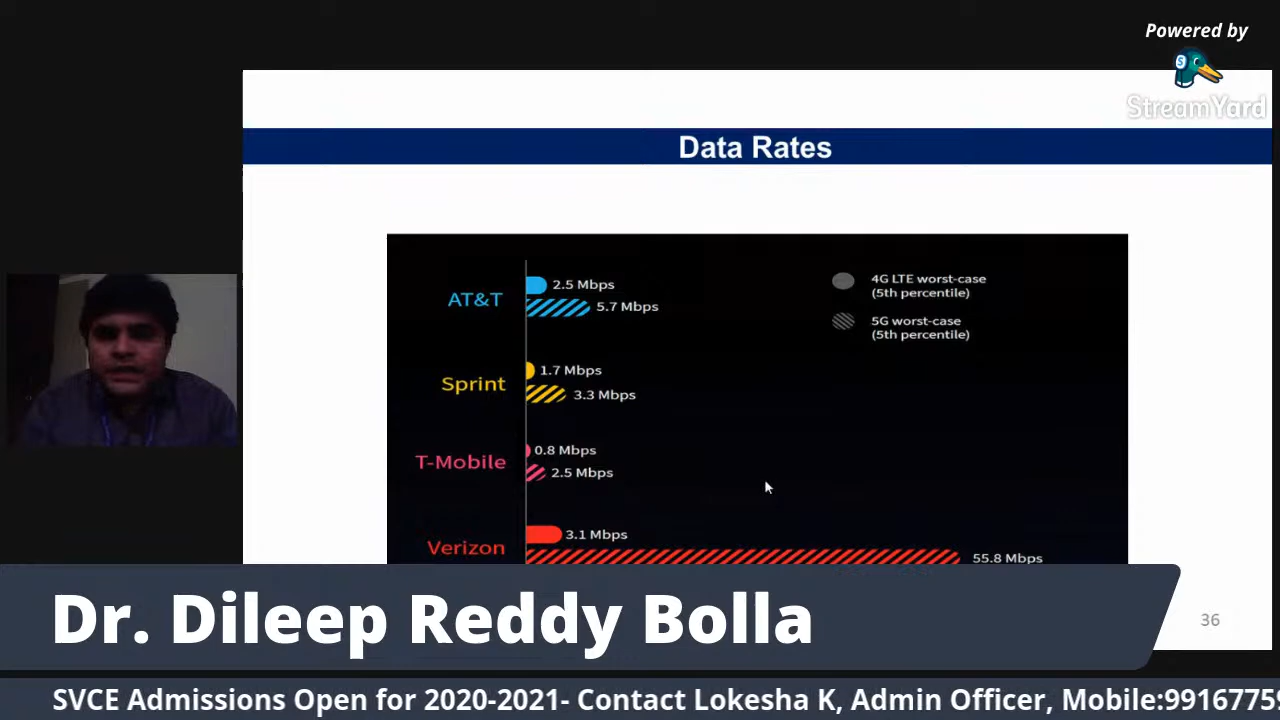 Powered by
StreamYard
Data Rates
AT&T
2.5 Mbps
5.7 Mbps
4G LTE worst-case
(5th percentile)
5G worst-case
(5th percentile)
Sprint
1.7 Mbps
3.3 Mbps
T-Mobile
0.8 Mbps
2.5 Mbps
Verizon
3.1 Mbps
55.8 Mbps
Dr. Dileep Reddy Bolla
36
SVCE Admissions Open for 2020-2021- Contact Lokesha K, Admin Officer, Mobile:9916775